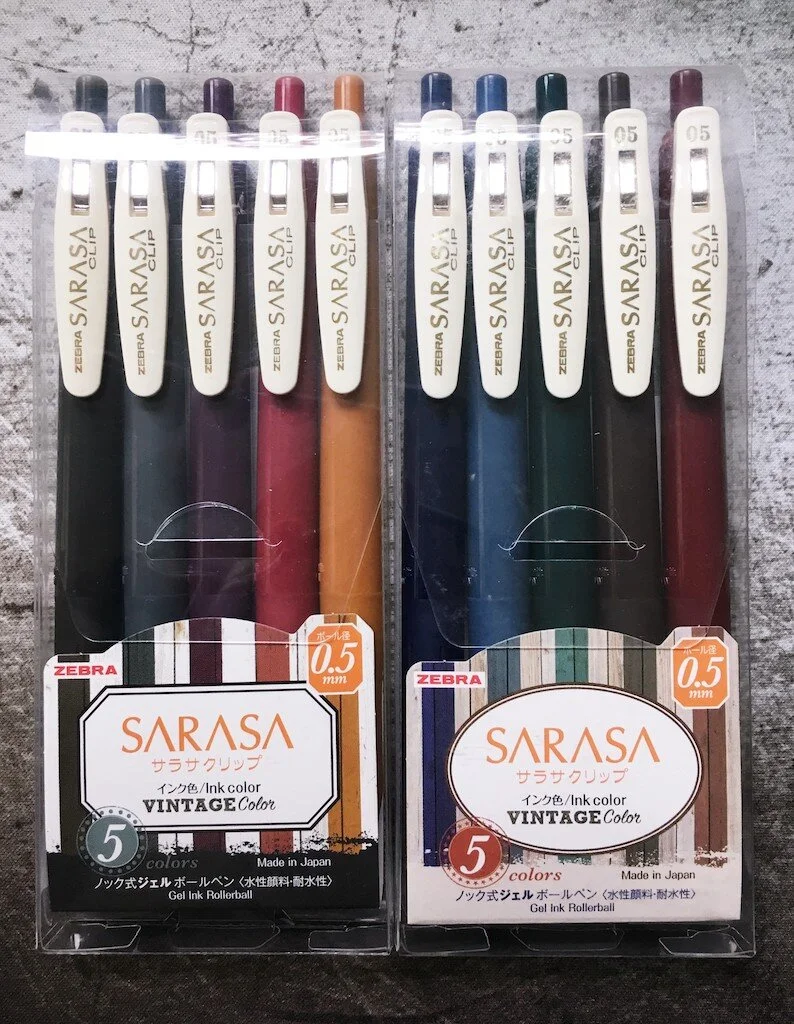 05
ZEBRA SARASA CLIP
05
ZEBRA SARASA CLIP
05
ZEBRA SARASA CLIP
05
ZEBRA SARASA CLIP
05
ZEBRA SARASA CLIP
ZEBRA
ボール径
0.5
mm
SARASA
サラサクリップ
インク色/Ink color
VINTAGE Color
5
colors
Made in Japan
ノック式ジェルボールペン〈水性顔料・耐水性〉
Gel Ink Rollerball
05
ZEBRA SARASA CLIP
05
ZEBRA SARASA CLIP
05
ZEBRA SARASA CLIP
05
ZEBRA SARASA CLIP
05
ZEBRA SARASA CLIP
ZEBRA
ボール径
0.5
mm
SARASA
サラサクリップ
インク色/Ink color
VINTAGE Color
5
colors
Made in Japan
ノック式ジェルボールペン〈水性顔料・耐水性〉
Gel Ink Rollerball